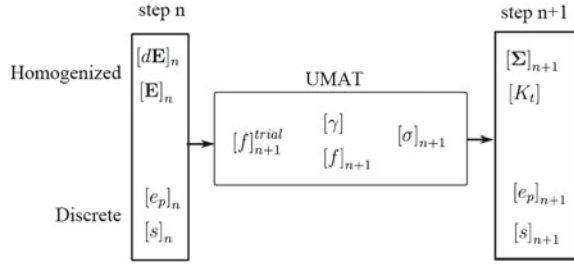 step n
step n+1
Homogenized
[dE]_n
[E]_n
UMAT
[f]^{trial}_{n+1}
[γ]
[f]_{n+1}
[σ]_{n+1}
[Σ]_{n+1}
[K_t]
Discrete
[e_p]_n
[s]_n
[e_p]_{n+1}
[s]_{n+1}